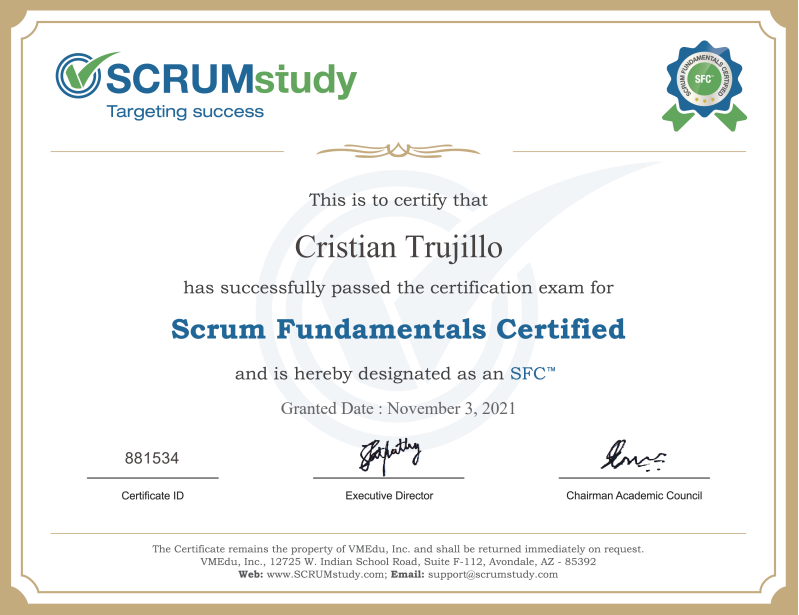 SCRUMstudy
Targeting success
SCRUM FUNDAMENTALS CERTIFIED
SFC™
This is to certify that
Cristian Trujillo
has successfully passed the certification exam for
Scrum Fundamentals Certified
and is hereby designated as an SFC™
Granted Date : November 3, 2021
881534
Certificate ID
Executive Director
Chairman Academic Council
The Certificate remains the property of VMEdu, Inc. and shall be returned immediately on request.
VMEdu, Inc., 12725 W. Indian School Road, Suite F-112, Avondale, AZ - 85392
Web: www.SCRUMstudy.com; Email: support@scrumstudy.com